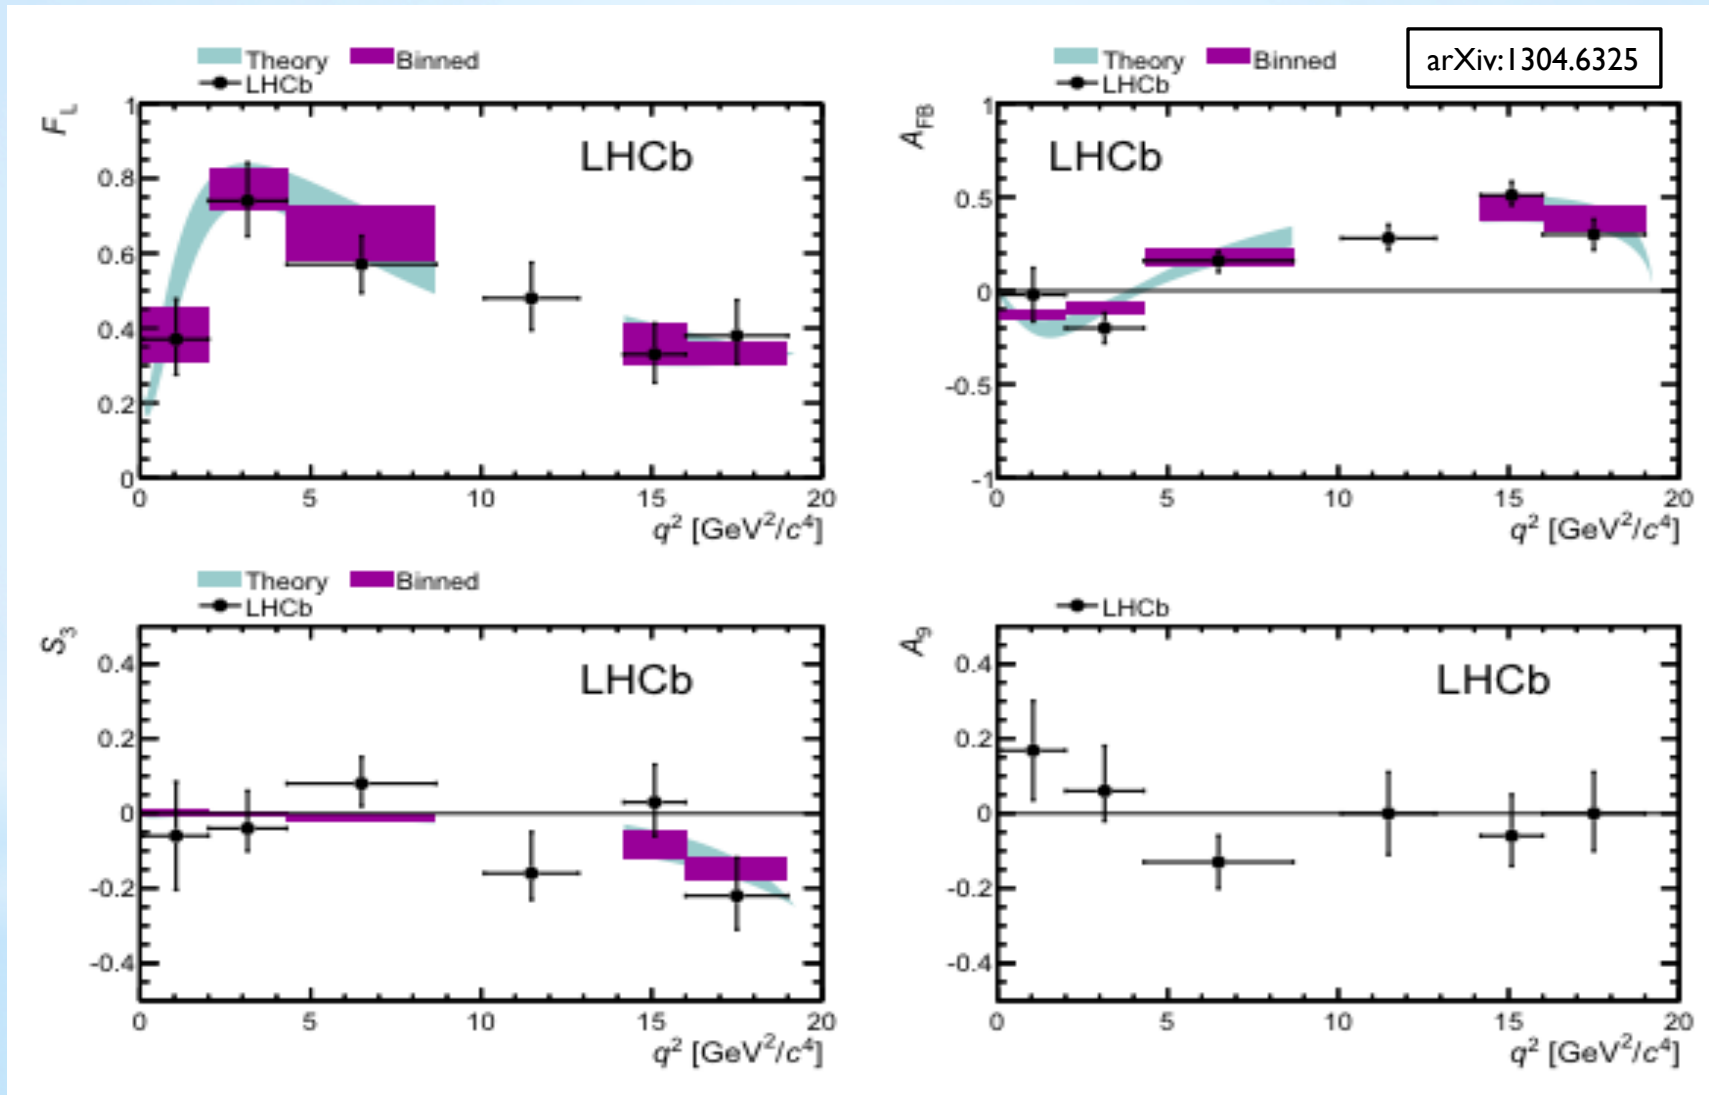 arXiv:1304.6325
Theory Binned
LHCb
F_L
LHCb
1
0.8
0.6
0.4
0.2
0
0 5 10 15 20
q² [GeV²/c⁴]
Theory Binned
LHCb
A_FB
LHCb
1
0.5
0
-0.5
-1
0 5 10 15 20
q² [GeV²/c⁴]
Theory Binned
LHCb
S_3
LHCb
0.4
0.2
0
-0.2
-0.4
0 5 10 15 20
q² [GeV²/c⁴]
LHCb
A_9
LHCb
0.4
0.2
0
-0.2
-0.4
0 5 10 15 20
q² [GeV²/c⁴]